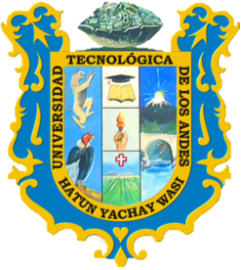 UNIVERSIDAD
TECNOLÓGICA
DE LOS ANDES
HATUN YACHAY WASI